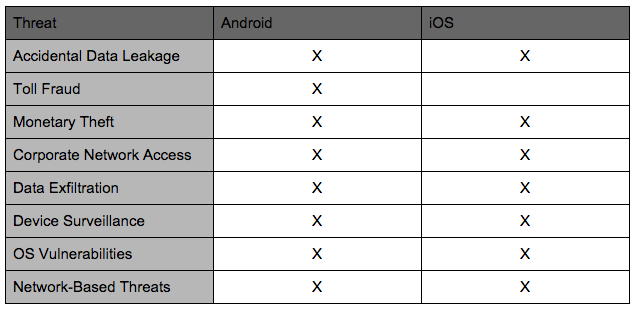 Threat Android iOS
Accidental Data Leakage X X
Toll Fraud X
Monetary Theft X X
Corporate Network Access X X
Data Exfiltration X X
Device Surveillance X X
OS Vulnerabilities X X
Network-Based Threats X X